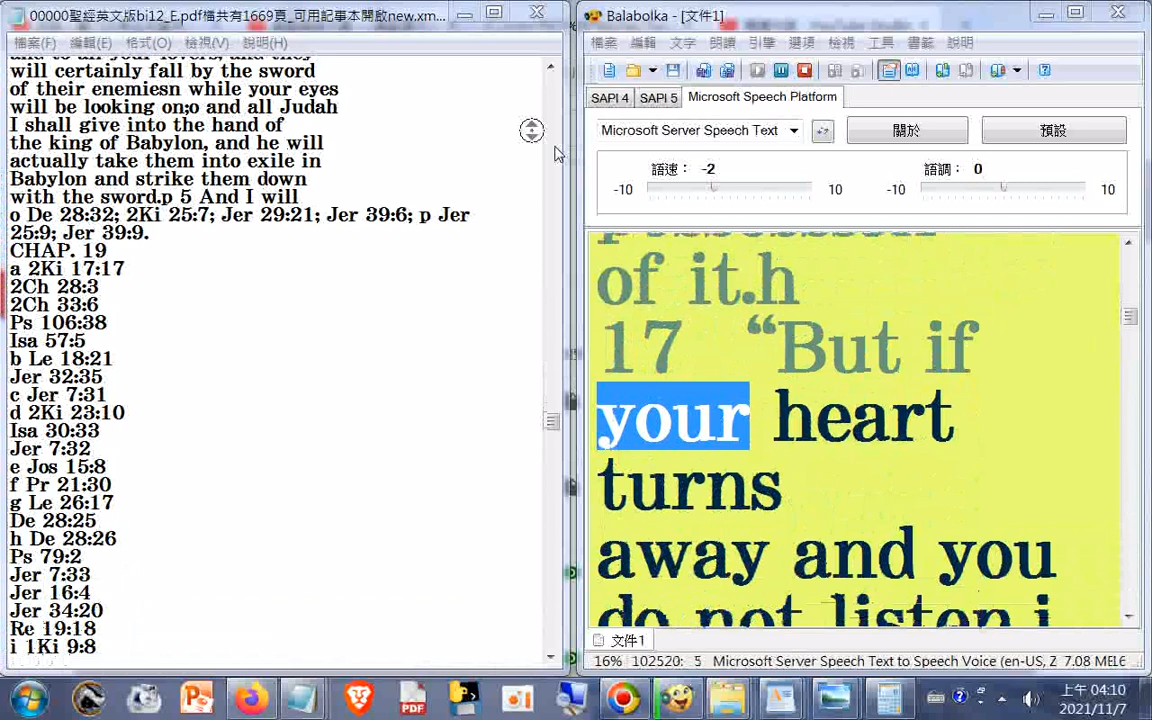 00000聖經英文版bi12_E.pdf檔共有1669頁_可用記事本開啟new.xm...
檔案(F) 編輯(E) 格式(O) 檢視(V) 說明(H)
and to all your lovers, and they
will certainly fall by the sword
of their enemiesn while your eyes
will be looking on;o and all Judah
I shall give into the hand of
the king of Babylon, and he will
actually take them into exile in
Babylon and strike them down
with the sword.p 5 And I will
o De 28:32; 2Ki 25:7; Jer 29:21; Jer 39:6; p Jer
25:9; Jer 39:9.
CHAP. 19
a 2Ki 17:17
2Ch 28:3
2Ch 33:6
Ps 106:38
Isa 57:5
b Le 18:21
Jer 32:35
c Jer 7:31
d 2Ki 23:10
Isa 30:33
Jer 7:32
e Jos 15:8
f Pr 21:30
g Le 26:17
De 28:25
h De 28:26
Ps 79:2
Jer 7:33
Jer 16:4
Jer 34:20
Re 19:18
i 1Ki 9:8
Balabolka - [文件1]
檔案 編輯 文字 朗讀 引擎 選項 檢視 工具 書籤 說明
SAPI 4 SAPI 5 Microsoft Speech Platform
Microsoft Server Speech Text 關於 預設
語速： -2 語調： 0
-10 10 -10 10
of it.h
17 “But if
your heart
turns
away and you
do not listen,i
文件1
16% 102520: 5 Microsoft Server Speech Text to Speech Voice (en-US, Z 7.08 МБ
PDF
上午 04:10
2021/11/7